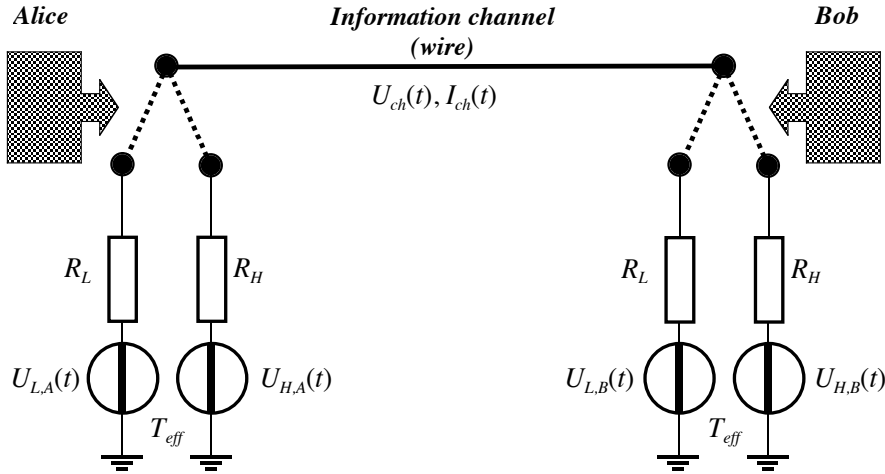 Alice
Information channel
(wire)
Bob
U_ch(t), I_ch(t)
R_L
R_H
R_L
R_H
U_L,A(t)
U_H,A(t)
U_L,B(t)
U_H,B(t)
T_eff
T_eff